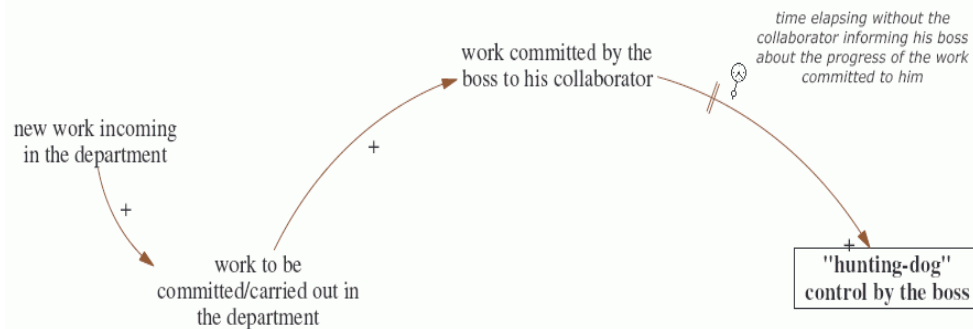 time elapsing without the
collaborator informing his boss
about the progress of the work
committed to him
work committed by the
boss to his collaborator
new work incoming
in the department
+
+
work to be
committed/carried out in
the department
+
"hunting-dog"
control by the boss